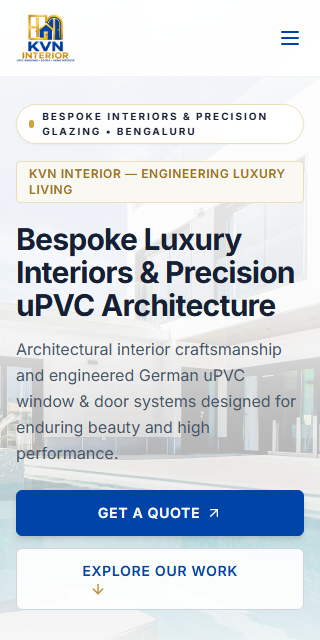 KVN
INTERIOR
BESPOKE INTERIORS & PRECISION
GLAZING • BENGALURU
KVN INTERIOR — ENGINEERING LUXURY
LIVING
Bespoke Luxury
Interiors & Precision
uPVC Architecture
Architectural interior craftsmanship
and engineered German uPVC
window & door systems designed for
enduring beauty and high
performance.
GET A QUOTE
EXPLORE OUR WORK